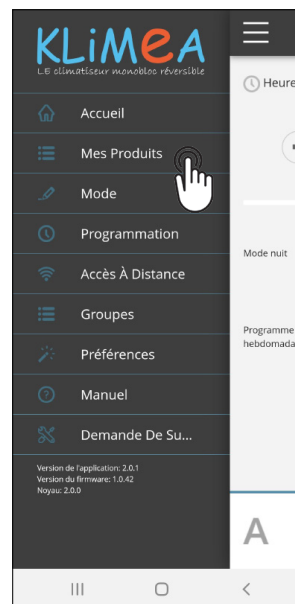 KLiMeA
LE climatiseur monobloc réversible
Accueil
Mes Produits
Mode
Programmation
Accès À Distance
Groupes
Préférences
Manuel
Demande De Su...
Version de l'application: 2.0.1
Version du firmware: 1.0.42
Noyau: 2.0.0
Heure
Mode nuit
Programme
hebdomada
A